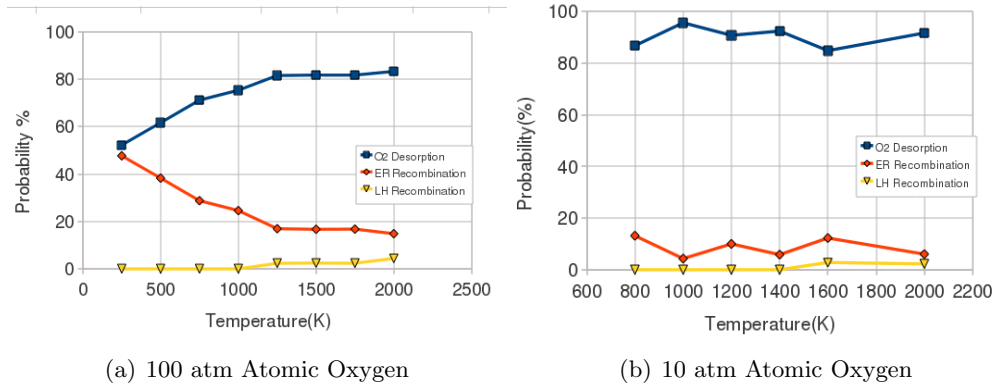 100
80
60
40
20
0
Probability %
O2 Desorption
ER Recombination
LH Recombination
0 500 1000 1500 2000 2500
Temperature(K)
(a) 100 atm Atomic Oxygen
100
80
60
40
20
0
Probability(%)
O2 Desorption
ER Recombination
LH Recombination
600 800 1000 1200 1400 1600 1800 2000 2200
Temperature(K)
(b) 10 atm Atomic Oxygen